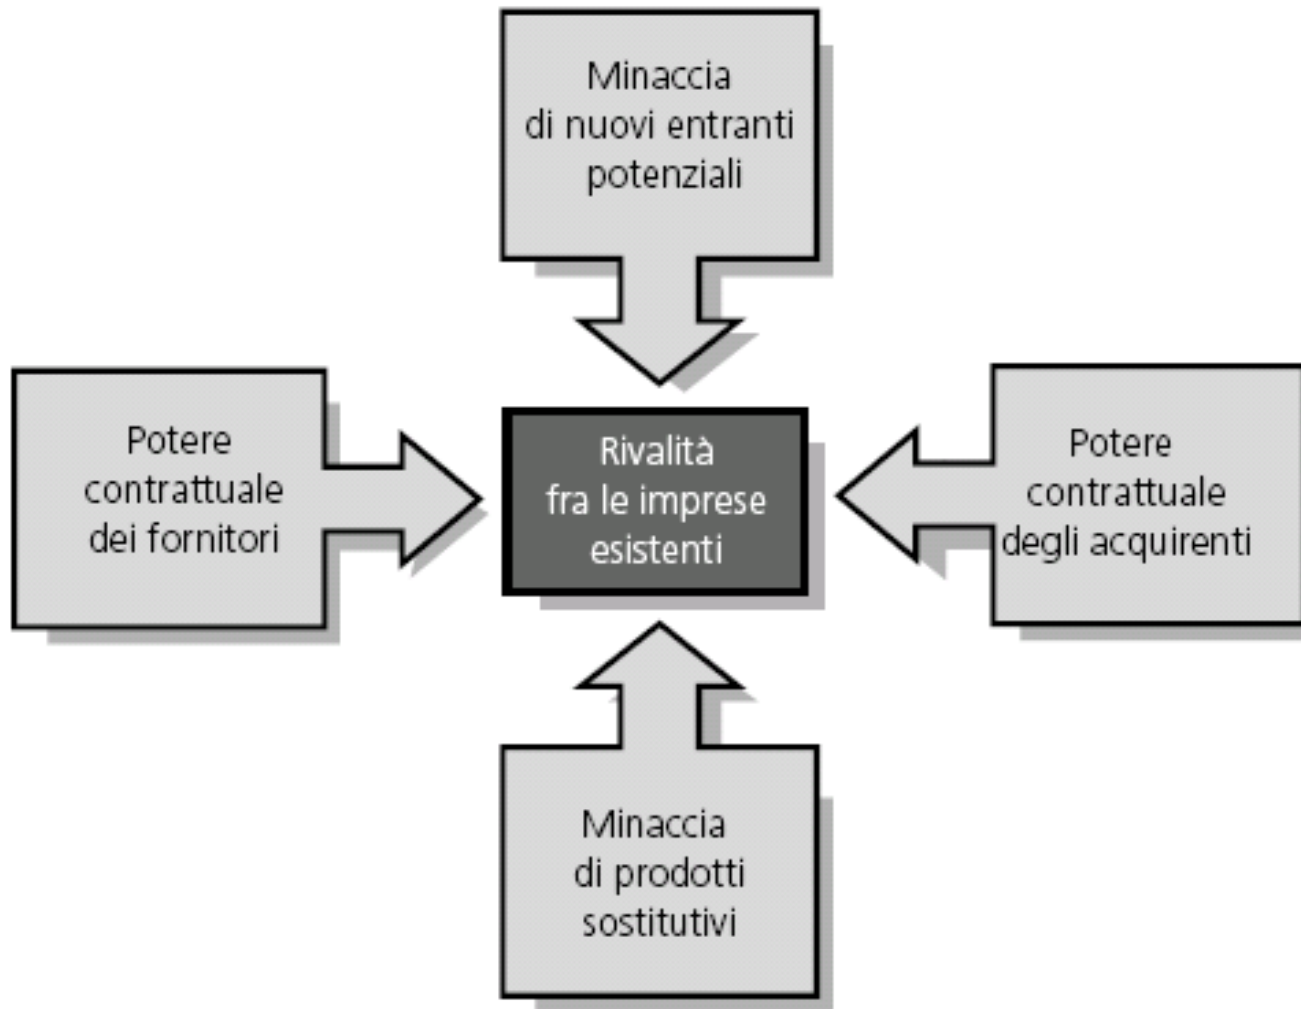 Minaccia
di nuovi entranti
potenziali
Potere
contrattuale
dei fornitori
Rivalità
fra le imprese
esistenti
Potere
contrattuale
degli acquirenti
Minaccia
di prodotti
sostitutivi